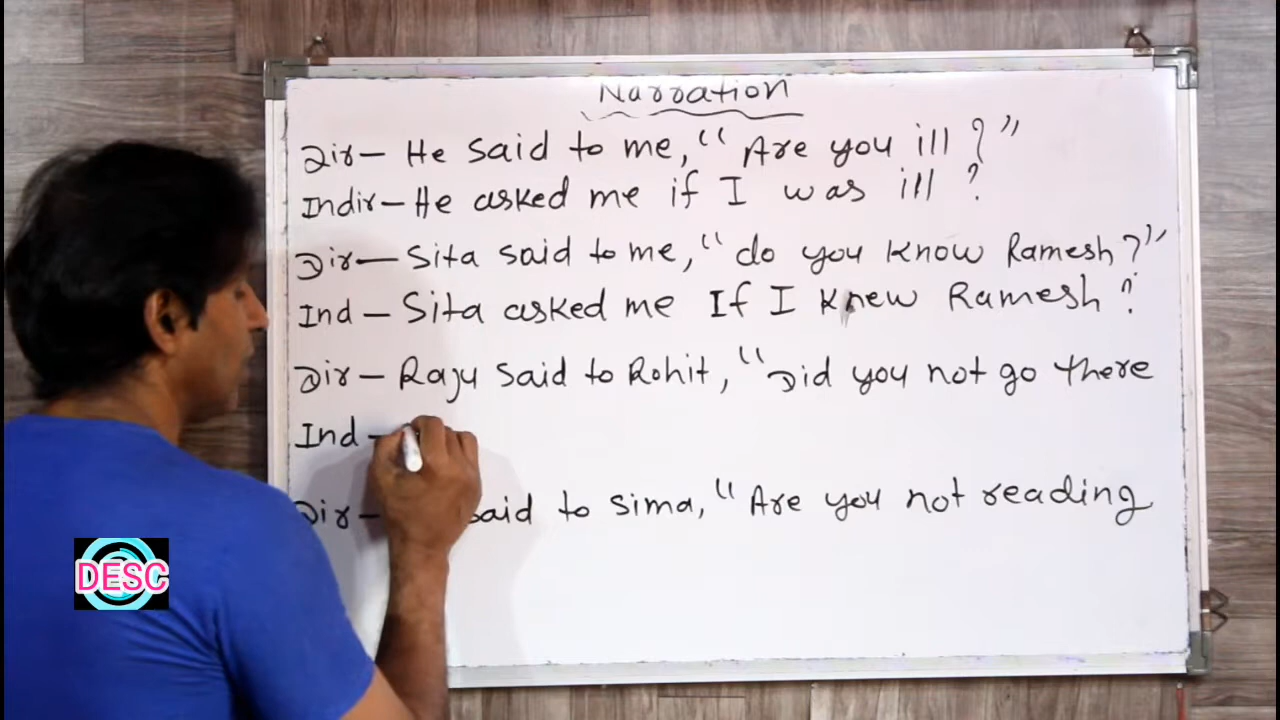 Narration
Dir– He said to me, “ Are you ill ? ”
Indir– He asked me if I was ill ?
Dir– Sita said to me, “ do you know Ramesh ? ”
Ind – Sita asked me If I knew Ramesh ?
Dir– Raju said to Rohit, “ Did you not go there
Ind –
Dir– said to Sima, “ Are you not reading
DESC